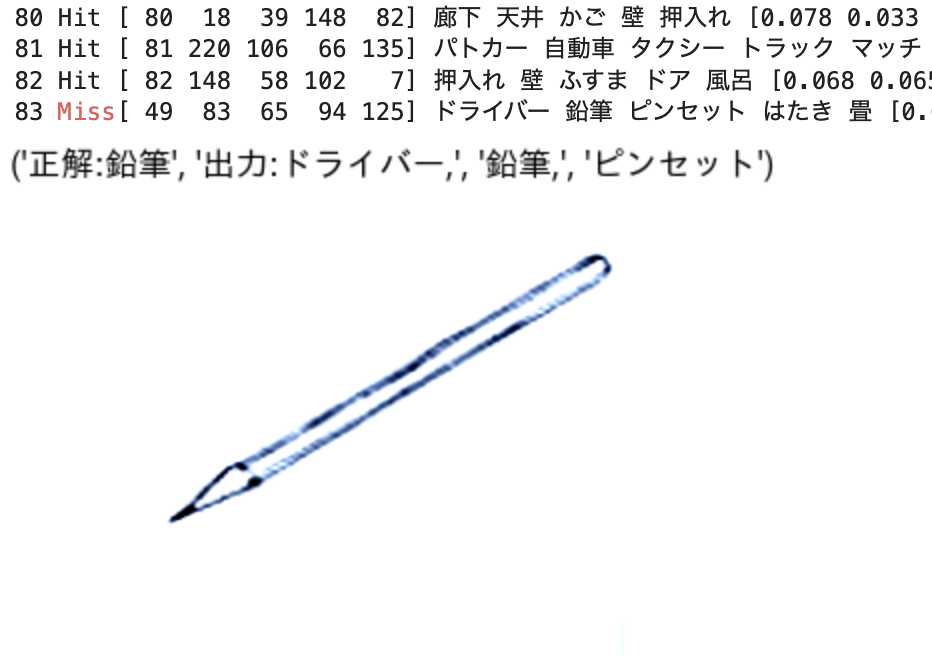 80 Hit [ 80 18 39 148 82] 廊下 天井 かご 壁 押入れ [0.078 0.033
81 Hit [ 81 220 106 66 135] パトカー 自動車 タクシー トラック マッチ
82 Hit [ 82 148 58 102 7] 押入れ 壁 ふすま ドア 風呂 [0.068 0.065
83 Miss[ 49 83 65 94 125] ドライバー 鉛筆 ピンセット はたき 畳 [0.
('正解:鉛筆', '出力:ドライバー,', '鉛筆,', 'ピンセット')